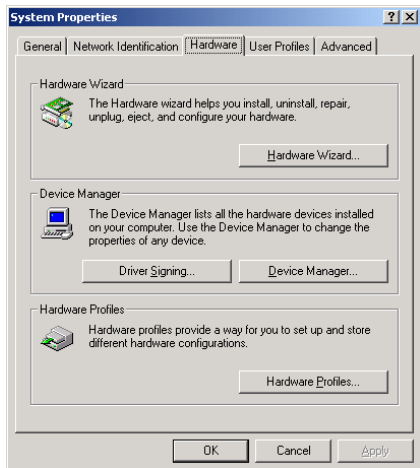 System Properties
General
Network Identification
Hardware
User Profiles
Advanced
Hardware Wizard
The Hardware wizard helps you install, uninstall, repair,
unplug, eject, and configure your hardware.
Hardware Wizard...
Device Manager
The Device Manager lists all the hardware devices installed
on your computer. Use the Device Manager to change the
properties of any device.
Driver Signing...
Device Manager...
Hardware Profiles
Hardware profiles provide a way for you to set up and store
different hardware configurations.
Hardware Profiles...
OK
Cancel
Apply